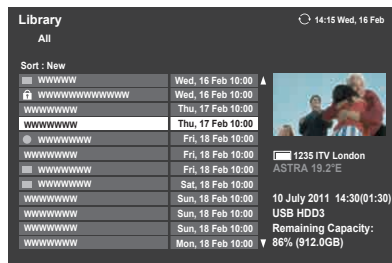 Library
14:15 Wed, 16 Feb
All
Sort : New
wwwwww Wed, 16 Feb 10:00
wwwwwwwwwwwww Wed, 16 Feb 10:00
wwwwwwww Thu, 17 Feb 10:00
wwwwwwww Thu, 17 Feb 10:00
wwwwwwww Fri, 18 Feb 10:00
wwwwwwww Fri, 18 Feb 10:00
wwwwwwww Fri, 18 Feb 10:00
wwwwwwww Sat, 18 Feb 10:00
wwwwwwww Sun, 18 Feb 10:00
wwwwwwww Sun, 18 Feb 10:00
wwwwwwww Sun, 18 Feb 10:00
wwwwwwww Mon, 18 Feb 10:00
1235 ITV London
ASTRA 19.2°E
10 July 2011 14:30(01:30)
USB HDD3
Remaining Capacity:
86% (912.0GB)